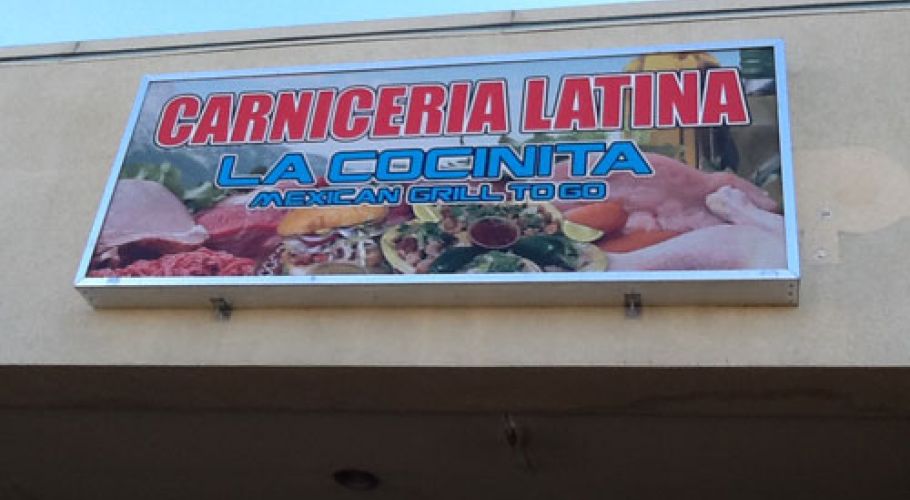 CARNICERIA LATINA
LA COCINITA
MEXICAN GRILL TO GO